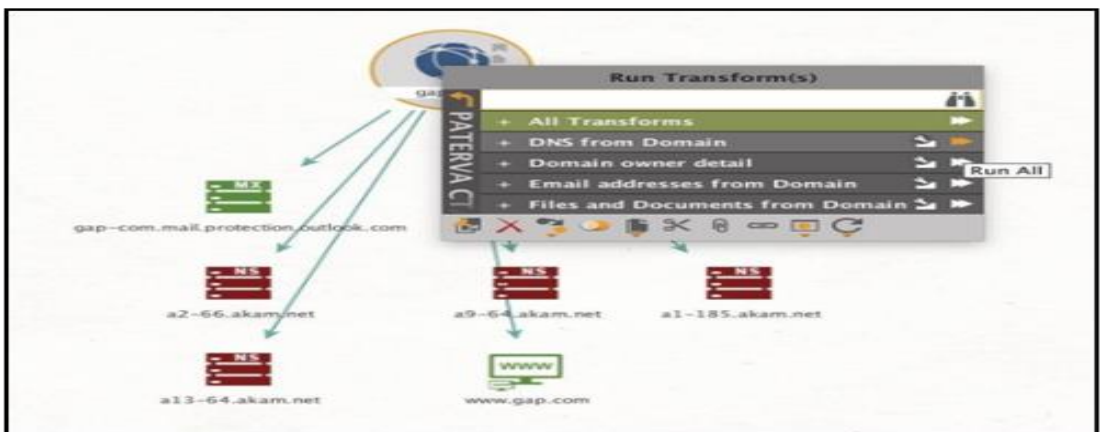 Run Transform(s)
PATERVA CT
+ All Transforms
+ DNS from Domain
+ Domain owner detail
Run All
+ Email addresses from Domain
+ Files and Documents from Domain
MX
gap-com.mail.protection.outlook.com
NS
NS
NS
a2-66.akam.net
a9-64.akam.net
a1-185.akam.net
NS
WWW
a13-64.akam.net
www.gap.com